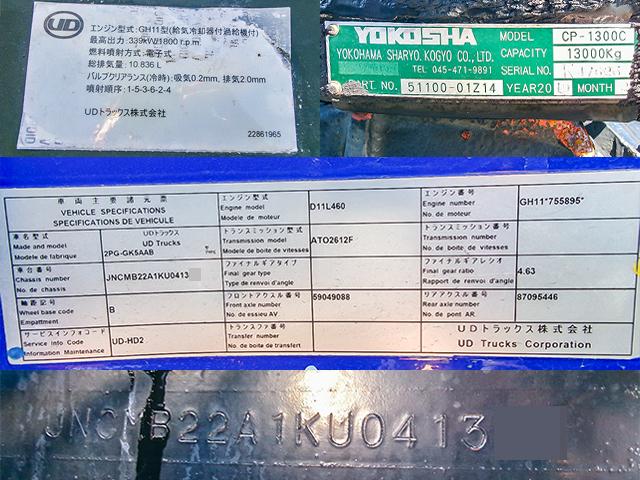 UD
エンジン型式:GH11型(給気冷却器付過給機付)
最高出力:339kW/1800r.p.m.
燃料噴射方式:電子式
総排気量:10.836L
バルブクリアランス(冷時):吸気0.2mm, 排気2.0mm
噴射順序:1-5-3-6-2-4
UDトラックス株式会社
22861965
YOKOSHA MODEL CP-1300C
YOKOHAMA SHARYO KOGYO CO., LTD. CAPACITY 13000Kg
TEL 045-471-9891 SERIAL NO.
PART. NO. 51100-01Z14 YEAR20 MONTH
車両主要諸元票
VEHICLE SPECIFICATIONS
SPECIFICATIONS DE VEHICULE
エンジン型式
Engine model
Modele de moteur
D11L460
エンジン番号
Engine number
No. de moteur
GH11*755895*
車名型式
Made and model
Modele de fabrique
UDトラックス
UD Trucks
2PG-GK5AAB
トランスミッション型式
Transmission model
Modele de boite de vitesses
ATO2612F
トランスミッション番号
Transmission number
No. de boite de vitesses
車台番号
Chassis number
No. de chassis
JNCMB22A1KU0413
ファイナルギアタイプ
Final gear type
Type de renvoi d'angle
ファイナルギアレシオ
Final gear ratio
Rapport de renvoi d'angle
4.63
軸距記号
Wheel base code
Empattment
B
フロントアクスル番号
Front axle number
No. de essieu AV
59049088
リアアクスル番号
Rear axle number
No. de pont AR.
87095446
サービスインフォコード
Service Info Code
Information Maintenance
UD-HD2
トランスファ番号
Transfer number
No. de boite de transfert
UDトラックス株式会社
UD Trucks Corporation
JNCMB22A1KU0413